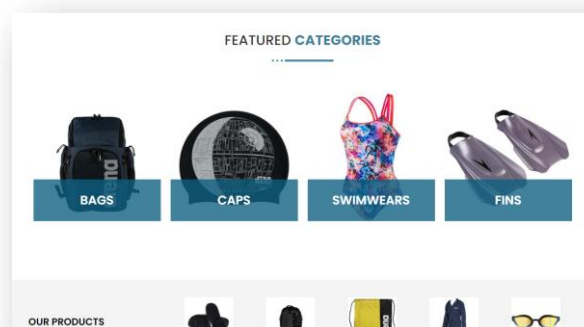 FEATURED CATEGORIES
BAGS
CAPS
SWIMWEARS
FINS
OUR PRODUCTS